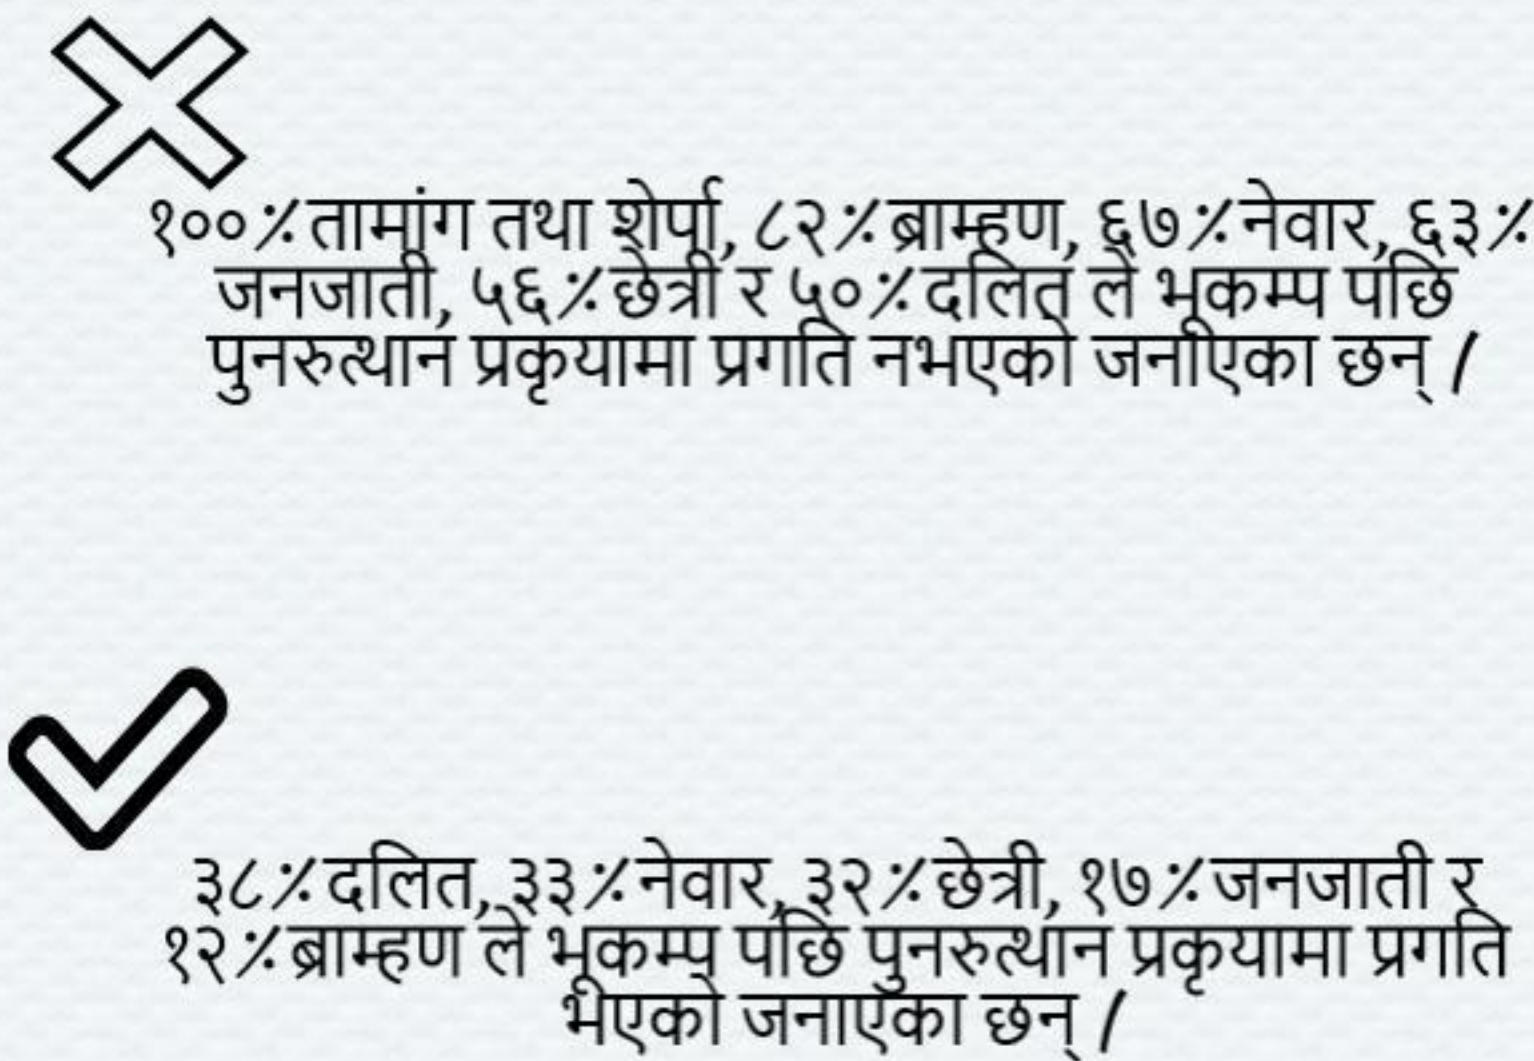 १००% तामांग तथा शेर्पा, ८२% ब्राम्हण, ६७% नेवार, ६३%
जनजाती, ५६% छेत्री र ५०% दलित ले भूकम्प पछि
पुनरुत्थान प्रकृयामा प्रगति नभएको जनाएका छन् /
३८% दलित, ३३% नेवार, ३२% छेत्री, १७% जनजाती र
१२% ब्राम्हण ले भूकम्प पछि पुनरुत्थान प्रकृयामा प्रगति
भएको जनाएका छन् /